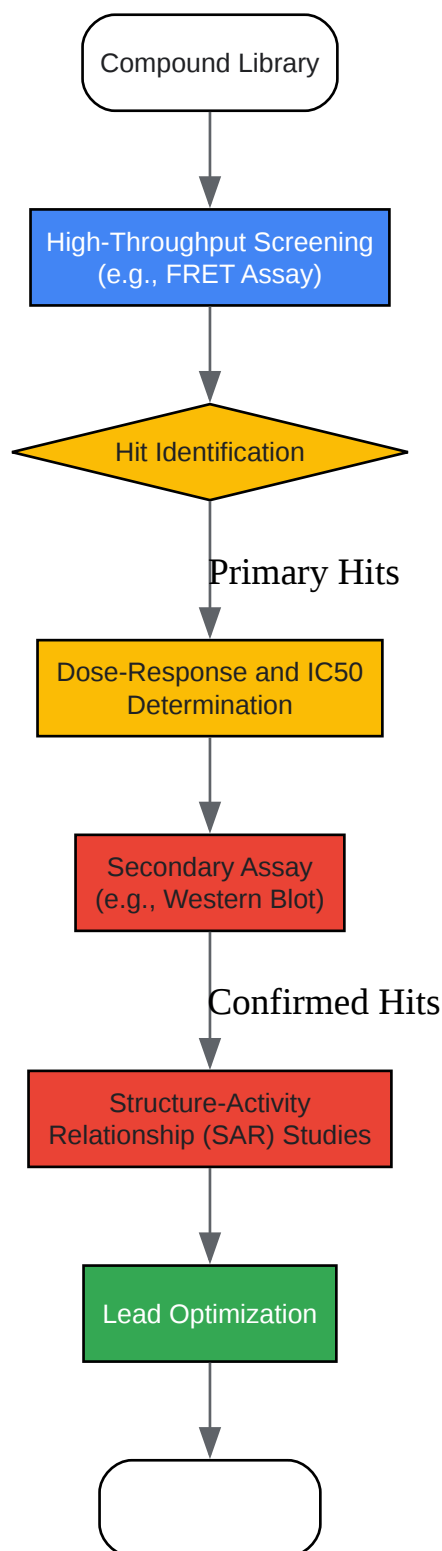 Compound Library
High-Throughput Screening
(e.g., FRET Assay)
Hit Identification
Primary Hits
Dose-Response and IC50
Determination
Secondary Assay
(e.g., Western Blot)
Confirmed Hits
Structure-Activity
Relationship (SAR) Studies
Lead Optimization